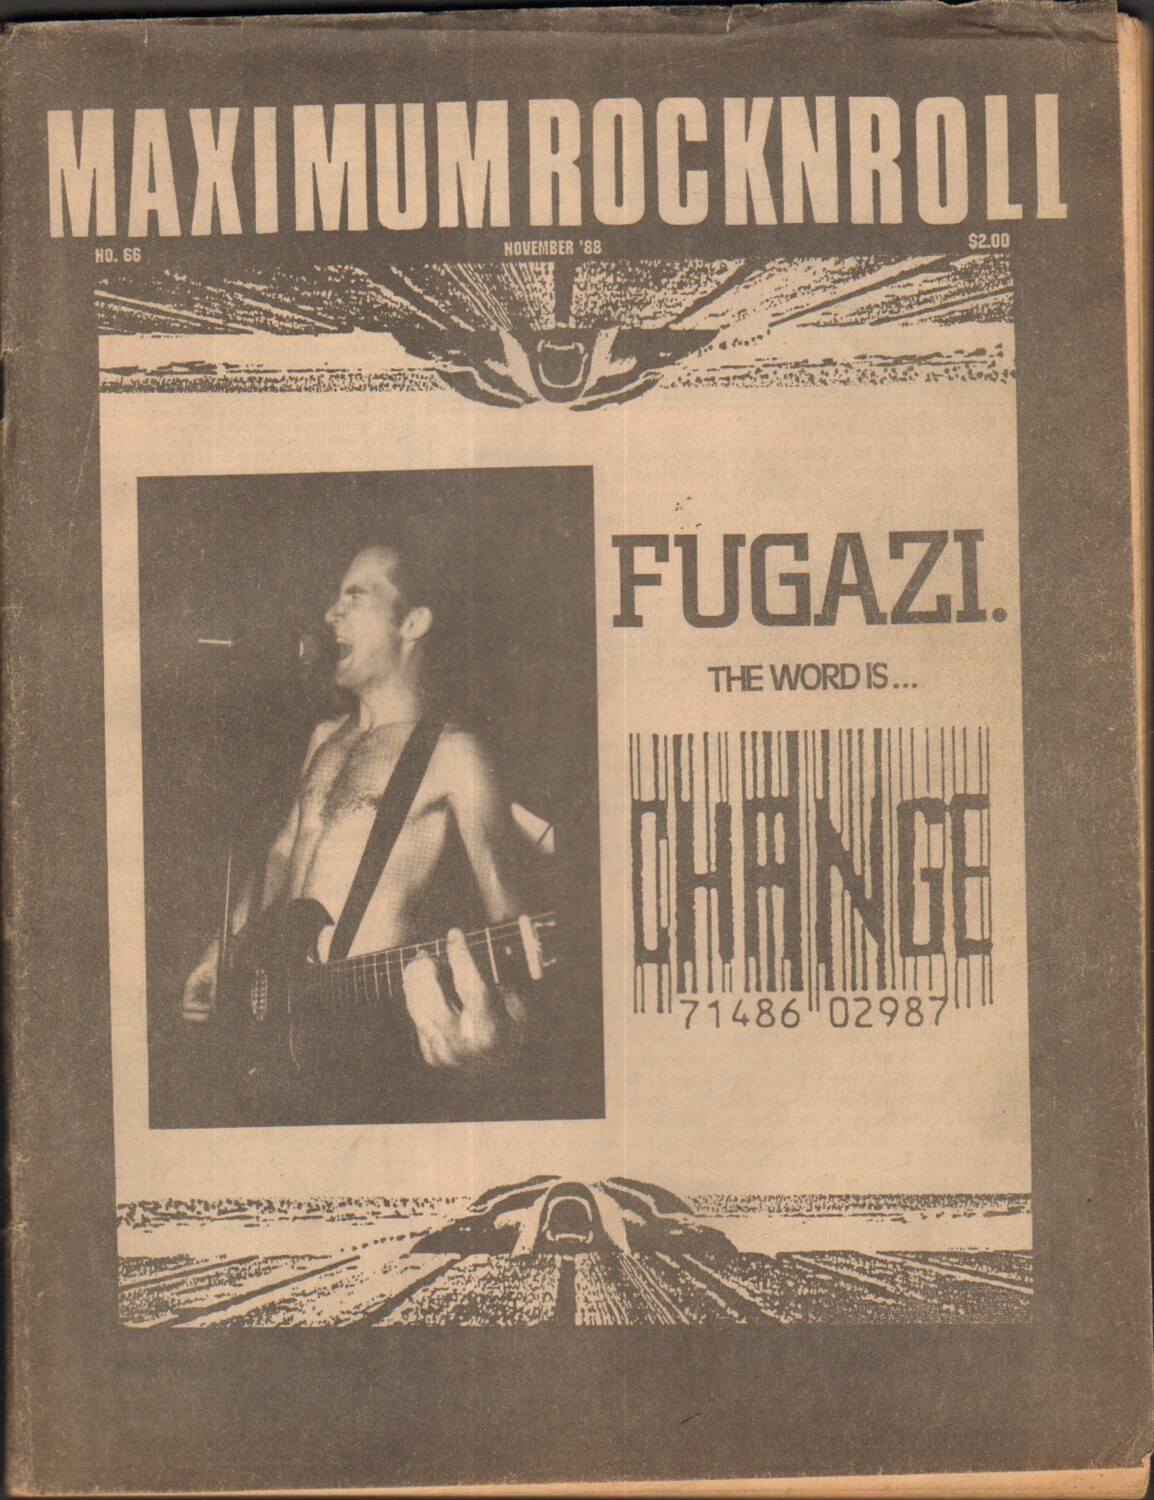 MAXIMUMROCKNROLL
NO. 66
NOVEMBER '88
$2.00
FUGAZI.
THE WORD IS...
CHANGE
71486 02987